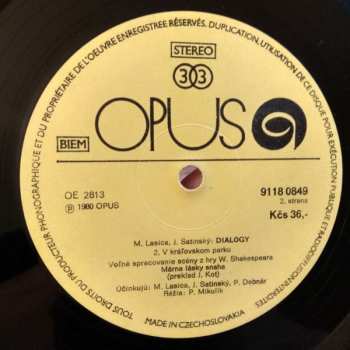 TOUS DROITS DU PRODUCTEUR PHONOGRAPHIQUE ET DU PROPRIETAIRE DE L'OEUVRE ENREGISTREE RÉSERVÉS. DUPLICATION, UTILISATION DE CE DISQUE POUR EXÉCUTION PUBLIQUE ET RADIODIFFUSION INTERDITES
STEREO
33
OPUS
BIEM
OE 2813
℗ 1980 OPUS
9118 0849
2. strana
Kčs 36,-
M. Lasica, J. Satinský: DIALOGY
2. V kráľovskom parku
Voľné spracovanie scény z hry W. Shakespeara
Márna lásky snaha
(preklad J. Kot)
Účinkujú: M. Lasica, J. Satinský, P. Debnár
Réžia: P. Mikulík
MADE IN CZECHOSLOVAKIA